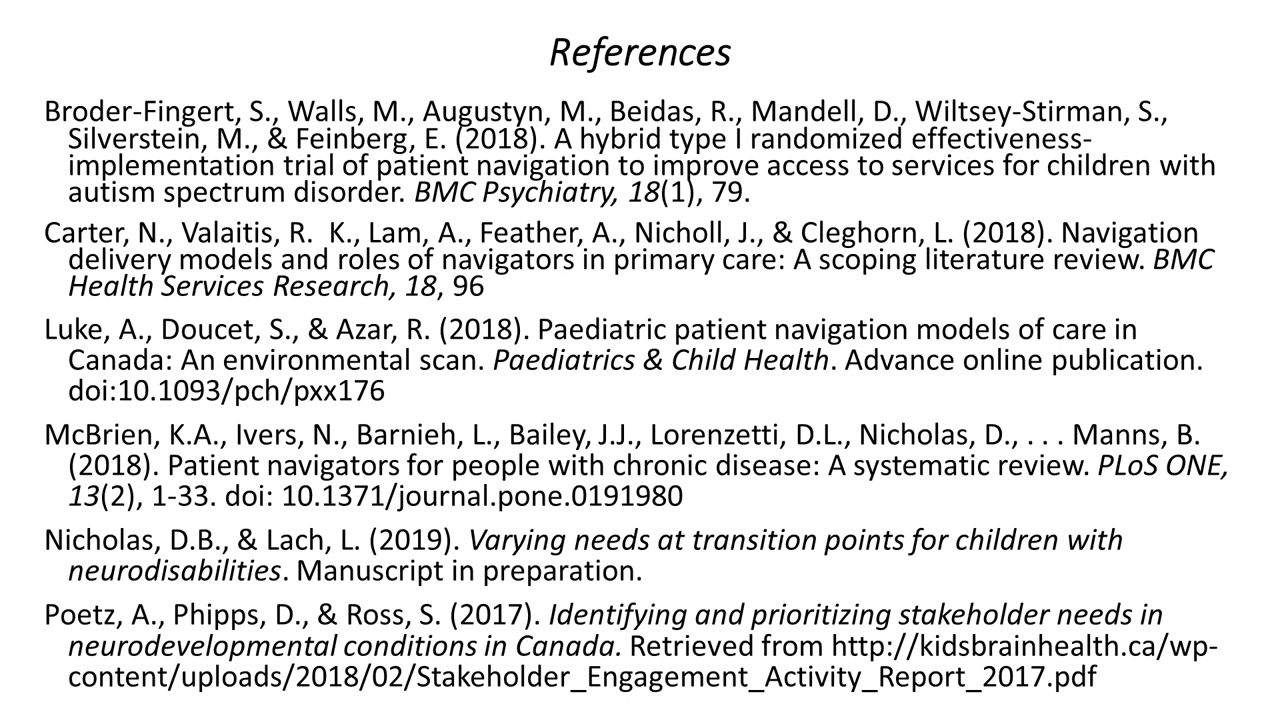 References
Broder-Fingert, S., Walls, M., Augustyn, M., Beidas, R., Mandell, D., Wiltsey-Stirman, S.,
Silverstein, M., & Feinberg, E. (2018). A hybrid type I randomized effectiveness-
implementation trial of patient navigation to improve access to services for children with
autism spectrum disorder. BMC Psychiatry, 18(1), 79.
Carter, N., Valaitis, R.  K., Lam, A., Feather, A., Nicholl, J., & Cleghorn, L. (2018). Navigation
delivery models and roles of navigators in primary care: A scoping literature review. BMC
Health Services Research, 18, 96
Luke, A., Doucet, S., & Azar, R. (2018). Paediatric patient navigation models of care in
Canada: An environmental scan. Paediatrics & Child Health. Advance online publication.
doi:10.1093/pch/pxx176
McBrien, K.A., Ivers, N., Barnieh, L., Bailey, J.J., Lorenzetti, D.L., Nicholas, D., . . . Manns, B.
(2018). Patient navigators for people with chronic disease: A systematic review. PLoS ONE,
13(2), 1-33. doi: 10.1371/journal.pone.0191980
Nicholas, D.B., & Lach, L. (2019). Varying needs at transition points for children with
neurodisabilities. Manuscript in preparation.
Poetz, A., Phipps, D., & Ross, S. (2017). Identifying and prioritizing stakeholder needs in
neurodevelopmental conditions in Canada. Retrieved from http://kidsbrainhealth.ca/wp-
content/uploads/2018/02/Stakeholder_Engagement_Activity_Report_2017.pdf